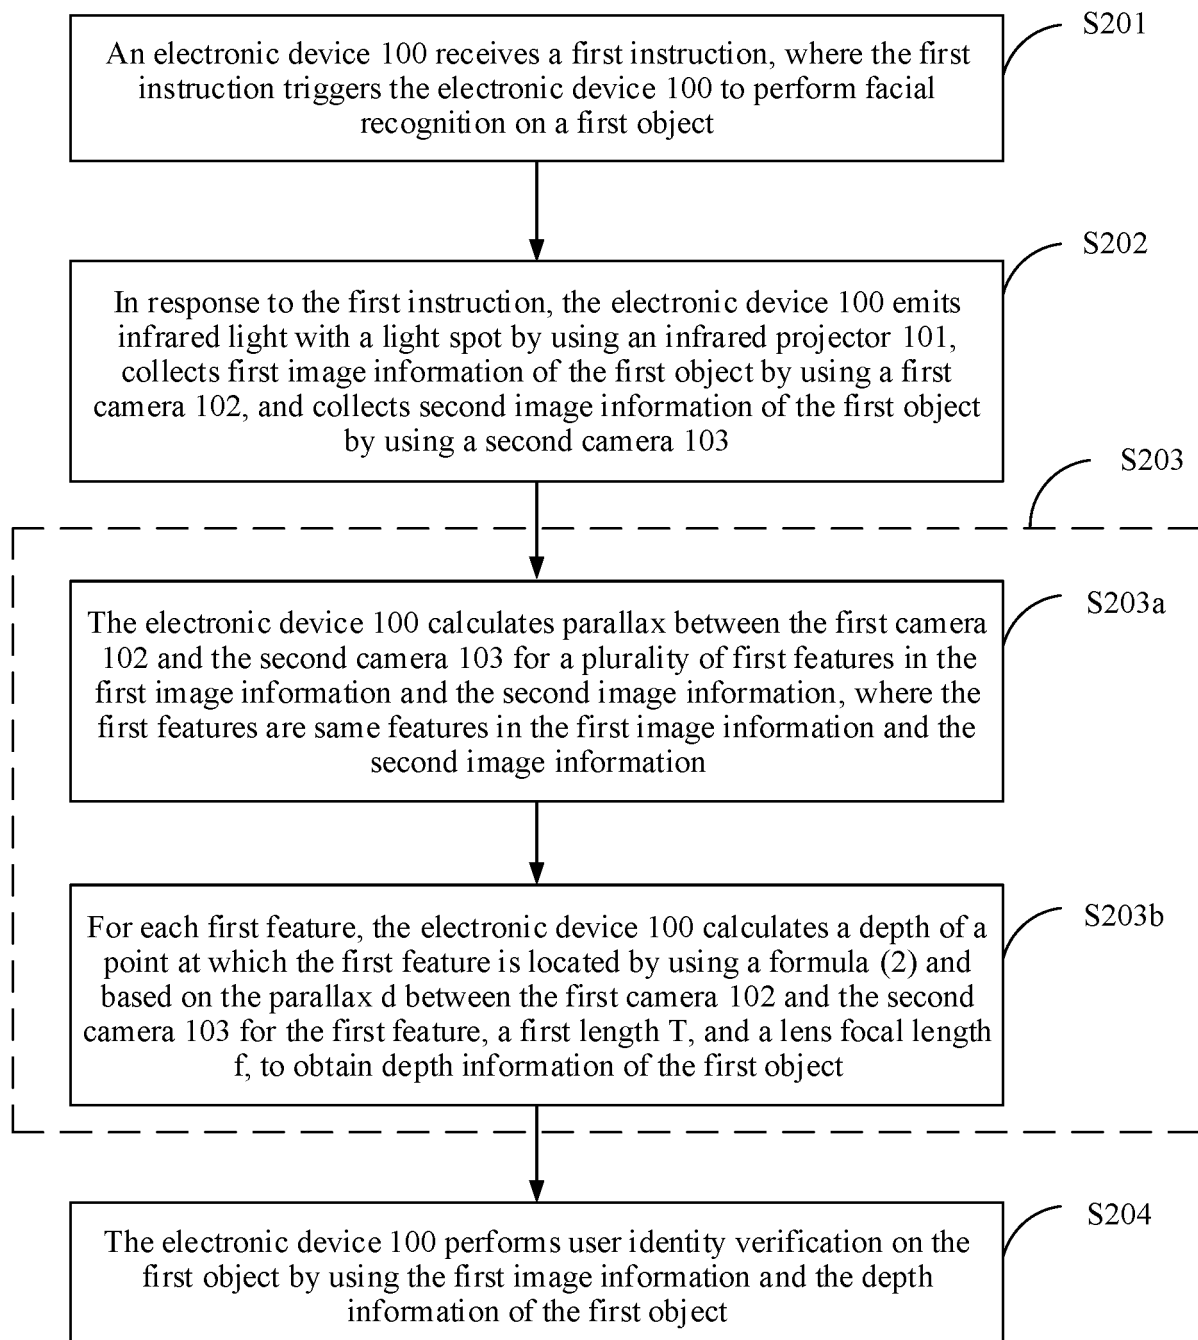 S201
An electronic device 100 receives a first instruction, where the first
instruction triggers the electronic device 100 to perform facial
recognition on a first object
S202
In response to the first instruction, the electronic device 100 emits
infrared light with a light spot by using an infrared projector 101,
collects first image information of the first object by using a first
camera 102, and collects second image information of the first object
by using a second camera 103
S203
S203a
The electronic device 100 calculates parallax between the first camera
102 and the second camera 103 for a plurality of first features in the
first image information and the second image information, where the
first features are same features in the first image information and the
second image information
S203b
For each first feature, the electronic device 100 calculates a depth of a
point at which the first feature is located by using a formula (2) and
based on the parallax d between the first camera 102 and the second
camera 103 for the first feature, a first length T, and a lens focal length
f, to obtain depth information of the first object
S204
The electronic device 100 performs user identity verification on the
first object by using the first image information and the depth
information of the first object